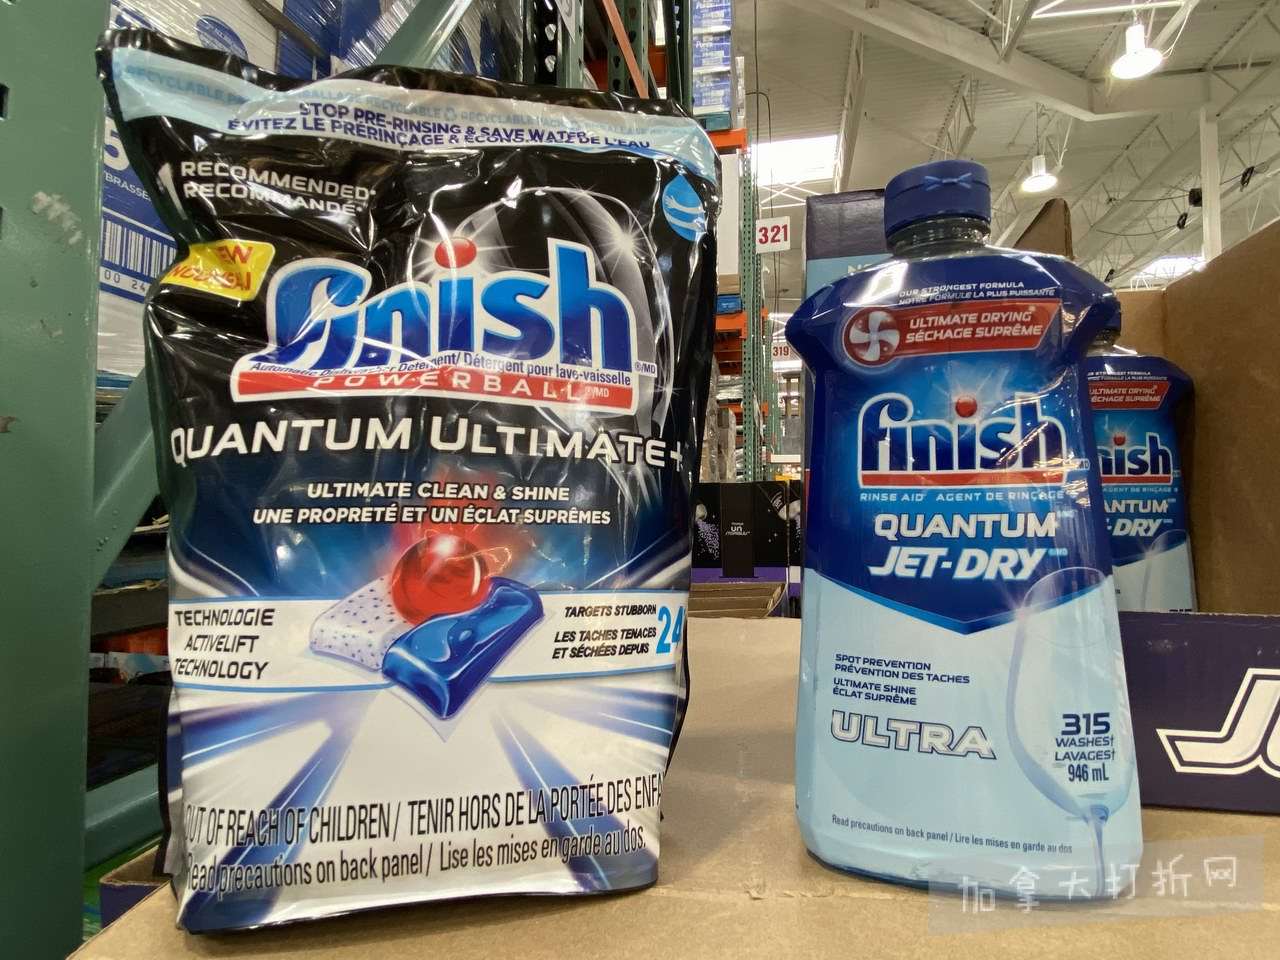 RECYCLABLE
STOP PRE-RINSING & SAVE WATER
ÉVITEZ LE PRÉRINÇAGE & ÉCONOMISEZ DE L'EAU
RECOMMENDED*
RECOMMANDÉ*
NEW
NOUVEAU
finish
Automatic Dishwasher Detergent/ Détergent pour lave-vaisselle
POWERBALL®/MD
®/MD
QUANTUM ULTIMATE+
ULTIMATE CLEAN & SHINE
UNE PROPRETÉ ET UN ÉCLAT SUPRÊMES
TECHNOLOGIE
ACTIVELIFT
TECHNOLOGY
TARGETS STUBBORN
LES TACHES TENACES
ET SÉCHÉES DEPUIS
24
OUT OF REACH OF CHILDREN / TENIR HORS DE LA PORTÉE DES ENFA
Read precautions on back panel / Lise les mises en garde au dos.
321
319
OUR STRONGEST FORMULA
NOTRE FORMULE LA PLUS PUISSANTE
ULTIMATE DRYING*
SÉCHAGE SUPRÊME
finish
RINSE AID AGENT DE RINÇAGE
QUANTUM
JET-DRY
SPOT PREVENTION
PRÉVENTION DES TACHES
ULTIMATE SHINE
ÉCLAT SUPRÊME
ULTRA
315
WASHES†
LAVAGES†
946 mL
Read precautions on back panel / Lire les mises en garde au dos
ULTIMATE DRYING*
SÉCHAGE SUPRÊME
nish
ANTUM
-DRY
加拿大打折网